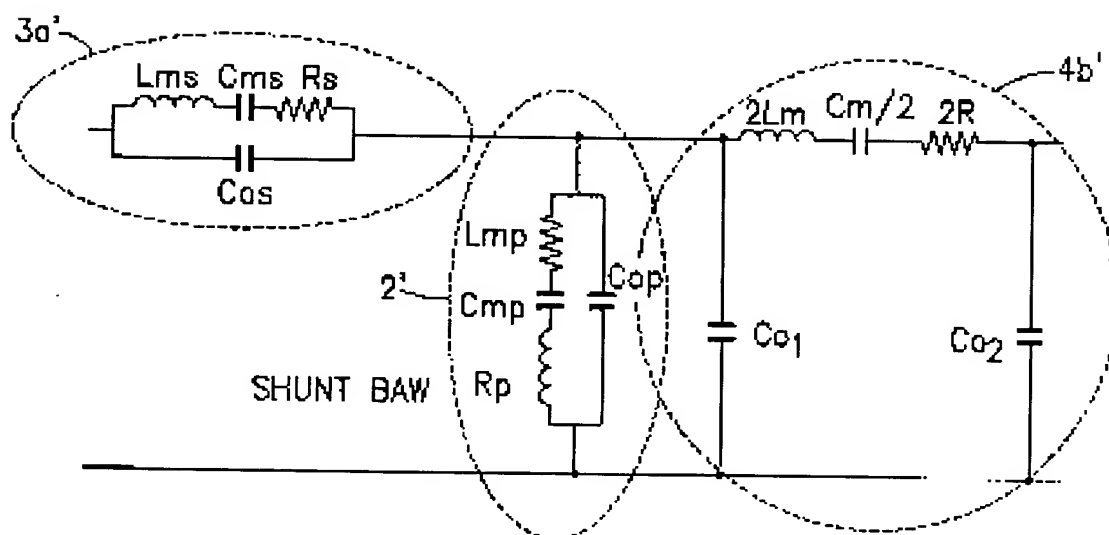 3a'
Lms Cms Rs
Cos
4b'
2Lm Cm/2 2R
Lmp
Cop
2'
Cmp
Rp
SHUNT BAW
Co1
Co2